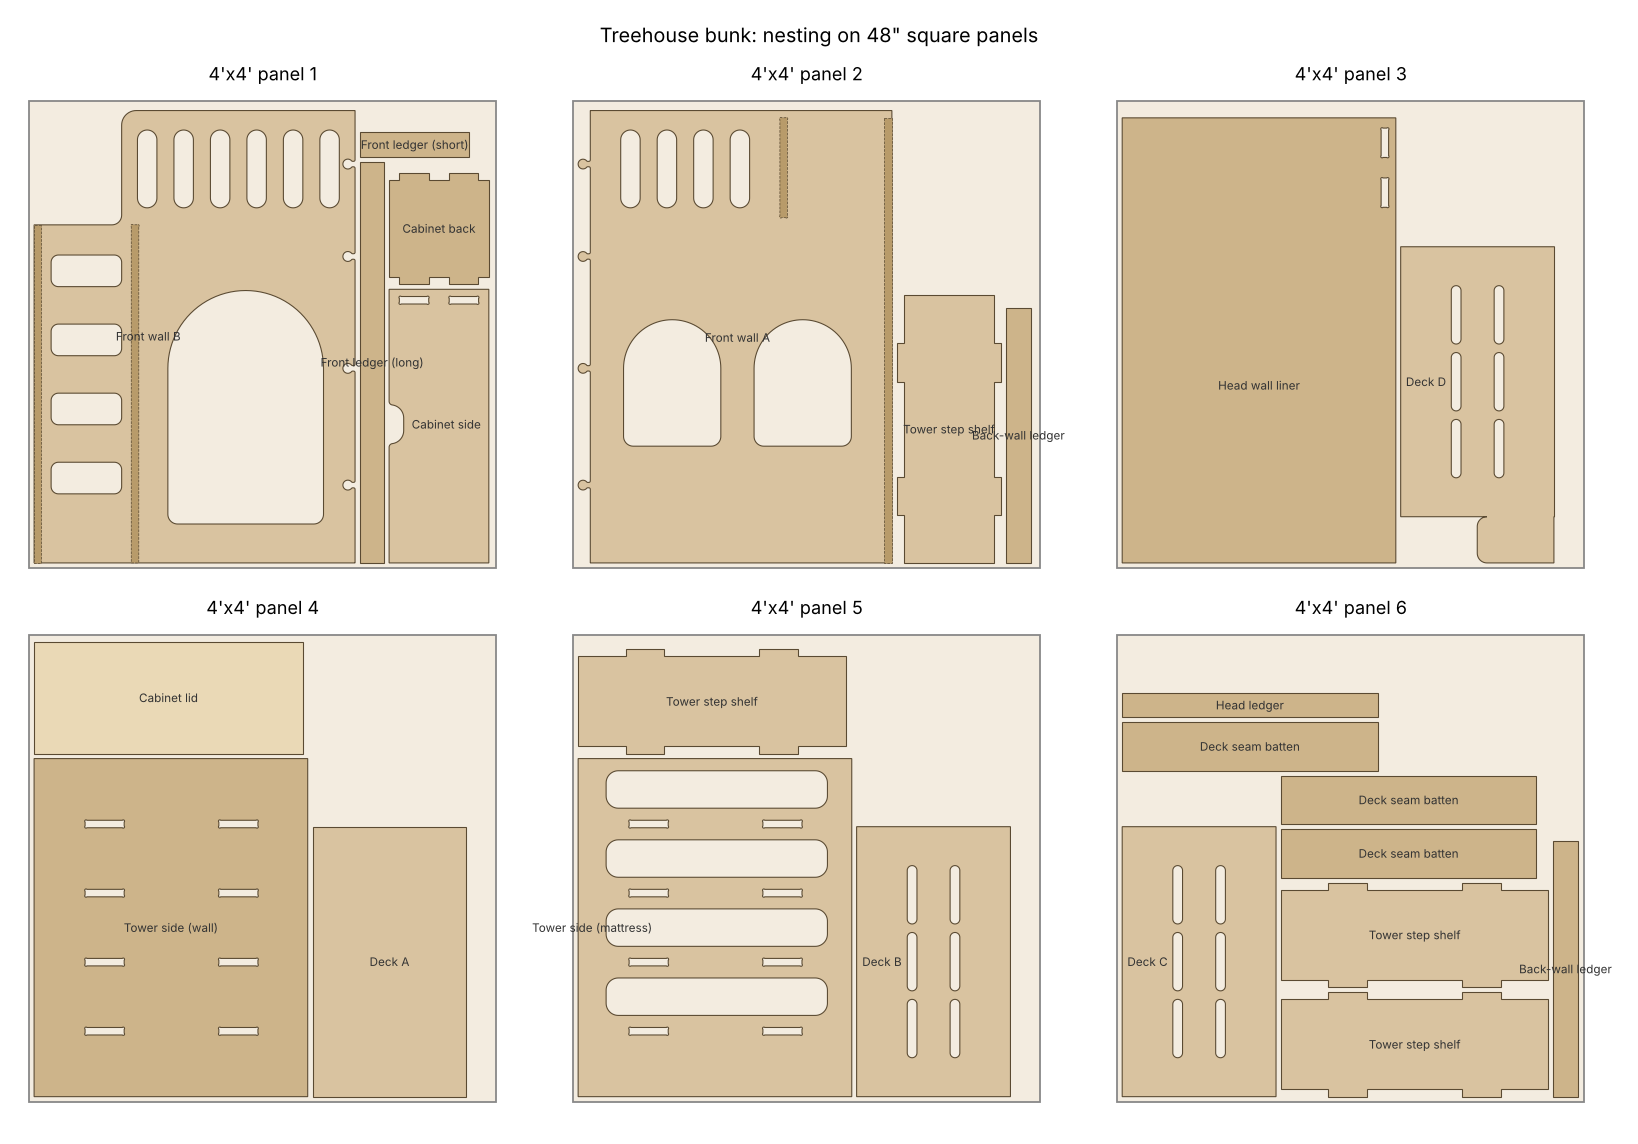 Treehouse bunk: nesting on 48" square panels
4'x4' panel 1
Front ledger (short)
Cabinet back
Front wall B
Front ledger (long)
Cabinet side
4'x4' panel 2
Front wall A
Tower step shelf
Back-wall ledger
4'x4' panel 3
Head wall liner
Deck D
4'x4' panel 4
Cabinet lid
Tower side (wall)
Deck A
4'x4' panel 5
Tower step shelf
Tower side (mattress)
Deck B
4'x4' panel 6
Head ledger
Deck seam batten
Deck seam batten
Deck seam batten
Tower step shelf
Deck C
Back-wall ledger
Tower step shelf